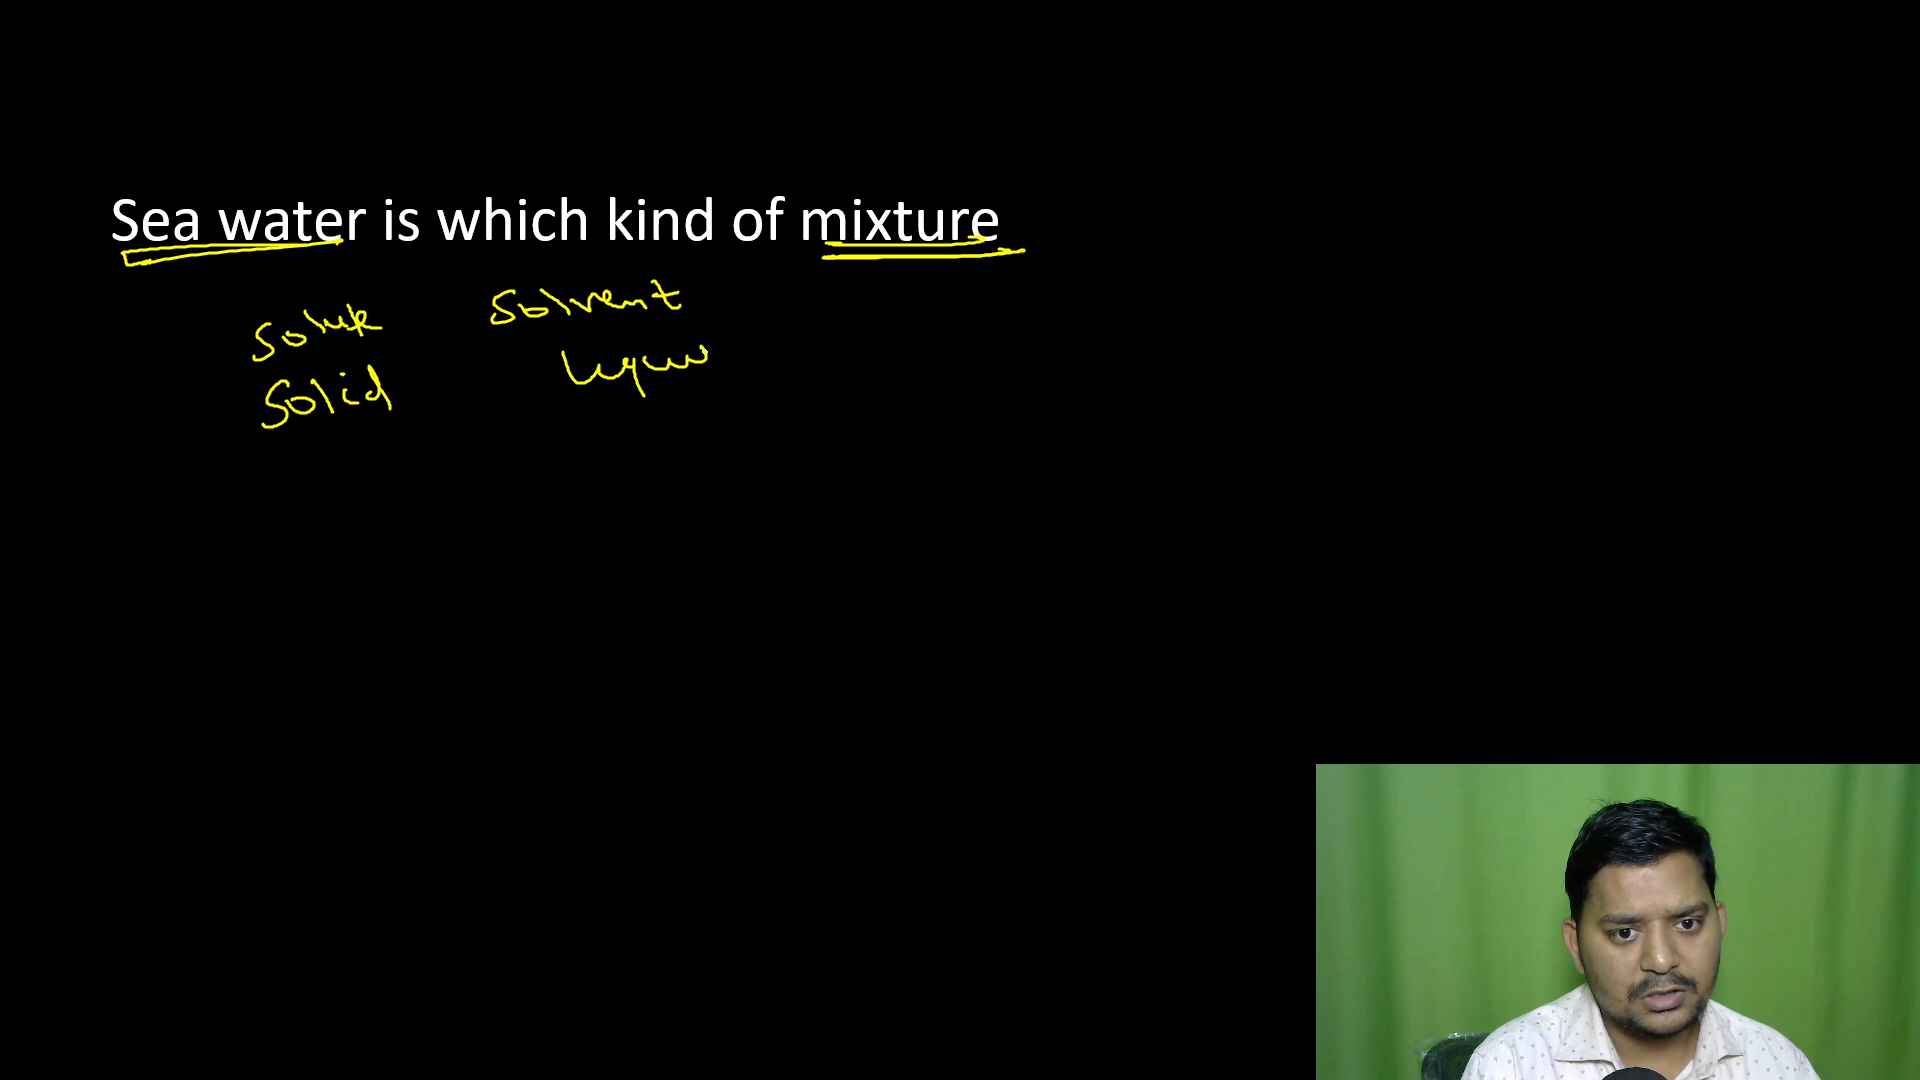 Sea water is which kind of mixture
Solute Solvent
Solid